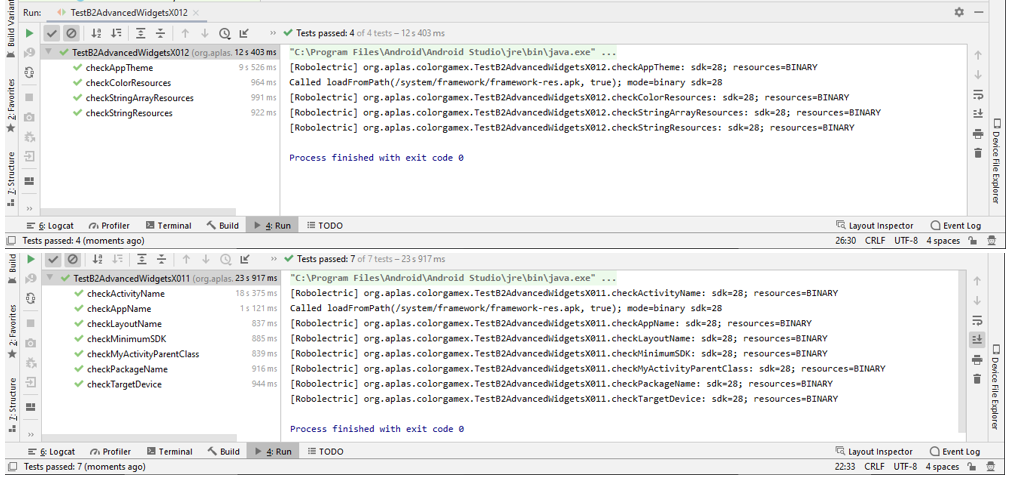 Run: TestB2AdvancedWidgetsX012 ×
Build Variants
2: Favorites
7: Structure
Tests passed: 4 of 4 tests – 12 s 403 ms
TestB2AdvancedWidgetsX012 (org.aplas. 12 s 403 ms
checkAppTheme 9 s 526 ms
checkColorResources 964 ms
checkStringArrayResources 991 ms
checkStringResources 922 ms
"C:\Program Files\Android\Android Studio\jre\bin\java.exe" ...
[Robolectric] org.aplas.colorgamex.TestB2AdvancedWidgetsX012.checkAppTheme: sdk=28; resources=BINARY
Called loadFromPath(/system/framework/framework-res.apk, true); mode=binary sdk=28
[Robolectric] org.aplas.colorgamex.TestB2AdvancedWidgetsX012.checkColorResources: sdk=28; resources=BINARY
[Robolectric] org.aplas.colorgamex.TestB2AdvancedWidgetsX012.checkStringArrayResources: sdk=28; resources=BINARY
[Robolectric] org.aplas.colorgamex.TestB2AdvancedWidgetsX012.checkStringResources: sdk=28; resources=BINARY
Process finished with exit code 0
Device File Explorer
6: Logcat Profiler Terminal Build 4: Run TODO Layout Inspector Event Log
Tests passed: 4 (moments ago) 26:30 CRLF UTF-8 4 spaces
Build
2: Favorites
7: Structure
Tests passed: 7 of 7 tests – 23 s 917 ms
TestB2AdvancedWidgetsX011 (org.aplas. 23 s 917 ms
checkActivityName 18 s 375 ms
checkAppName 1 s 121 ms
checkLayoutName 837 ms
checkMinimumSDK 885 ms
checkMyActivityParentClass 839 ms
checkPackageName 916 ms
checkTargetDevice 944 ms
"C:\Program Files\Android\Android Studio\jre\bin\java.exe" ...
[Robolectric] org.aplas.colorgamex.TestB2AdvancedWidgetsX011.checkActivityName: sdk=28; resources=BINARY
Called loadFromPath(/system/framework/framework-res.apk, true); mode=binary sdk=28
[Robolectric] org.aplas.colorgamex.TestB2AdvancedWidgetsX011.checkAppName: sdk=28; resources=BINARY
[Robolectric] org.aplas.colorgamex.TestB2AdvancedWidgetsX011.checkLayoutName: sdk=28; resources=BINARY
[Robolectric] org.aplas.colorgamex.TestB2AdvancedWidgetsX011.checkMinimumSDK: sdk=28; resources=BINARY
[Robolectric] org.aplas.colorgamex.TestB2AdvancedWidgetsX011.checkMyActivityParentClass: sdk=28; resources=BINARY
[Robolectric] org.aplas.colorgamex.TestB2AdvancedWidgetsX011.checkPackageName: sdk=28; resources=BINARY
[Robolectric] org.aplas.colorgamex.TestB2AdvancedWidgetsX011.checkTargetDevice: sdk=28; resources=BINARY
Process finished with exit code 0
Device File Explorer
6: Logcat Profiler Terminal Build 4: Run TODO Layout Inspector Event Log
Tests passed: 7 (moments ago) 22:33 CRLF UTF-8 4 spaces